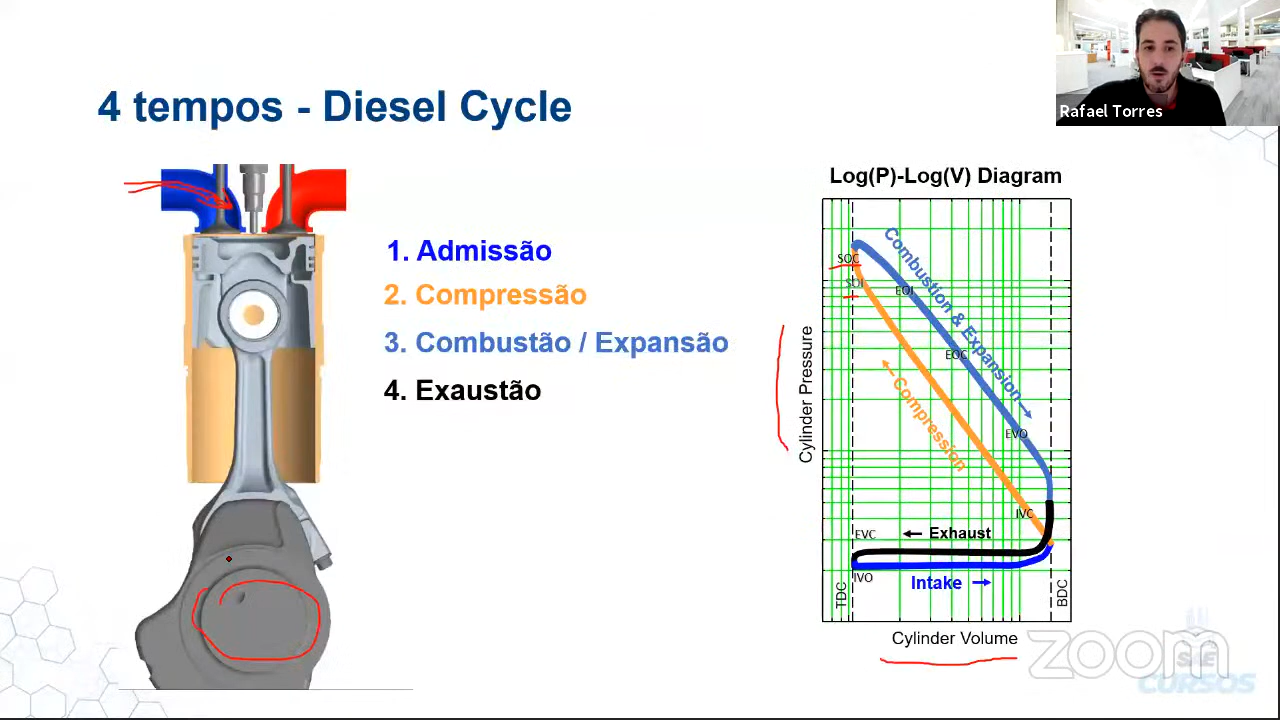 Rafael Torres
4 tempos - Diesel Cycle
1. Admissão
2. Compressão
3. Combustão / Expansão
4. Exaustão
Log(P)-Log(V) Diagram
Cylinder Pressure
SOC
SOI
EOI
Combustion & Expansion
EOC
Compression
EVO
IVC
EVC
Exhaust
IVO
Intake
TDC
BDC
Cylinder Volume
zoom
SAE
CURSOS